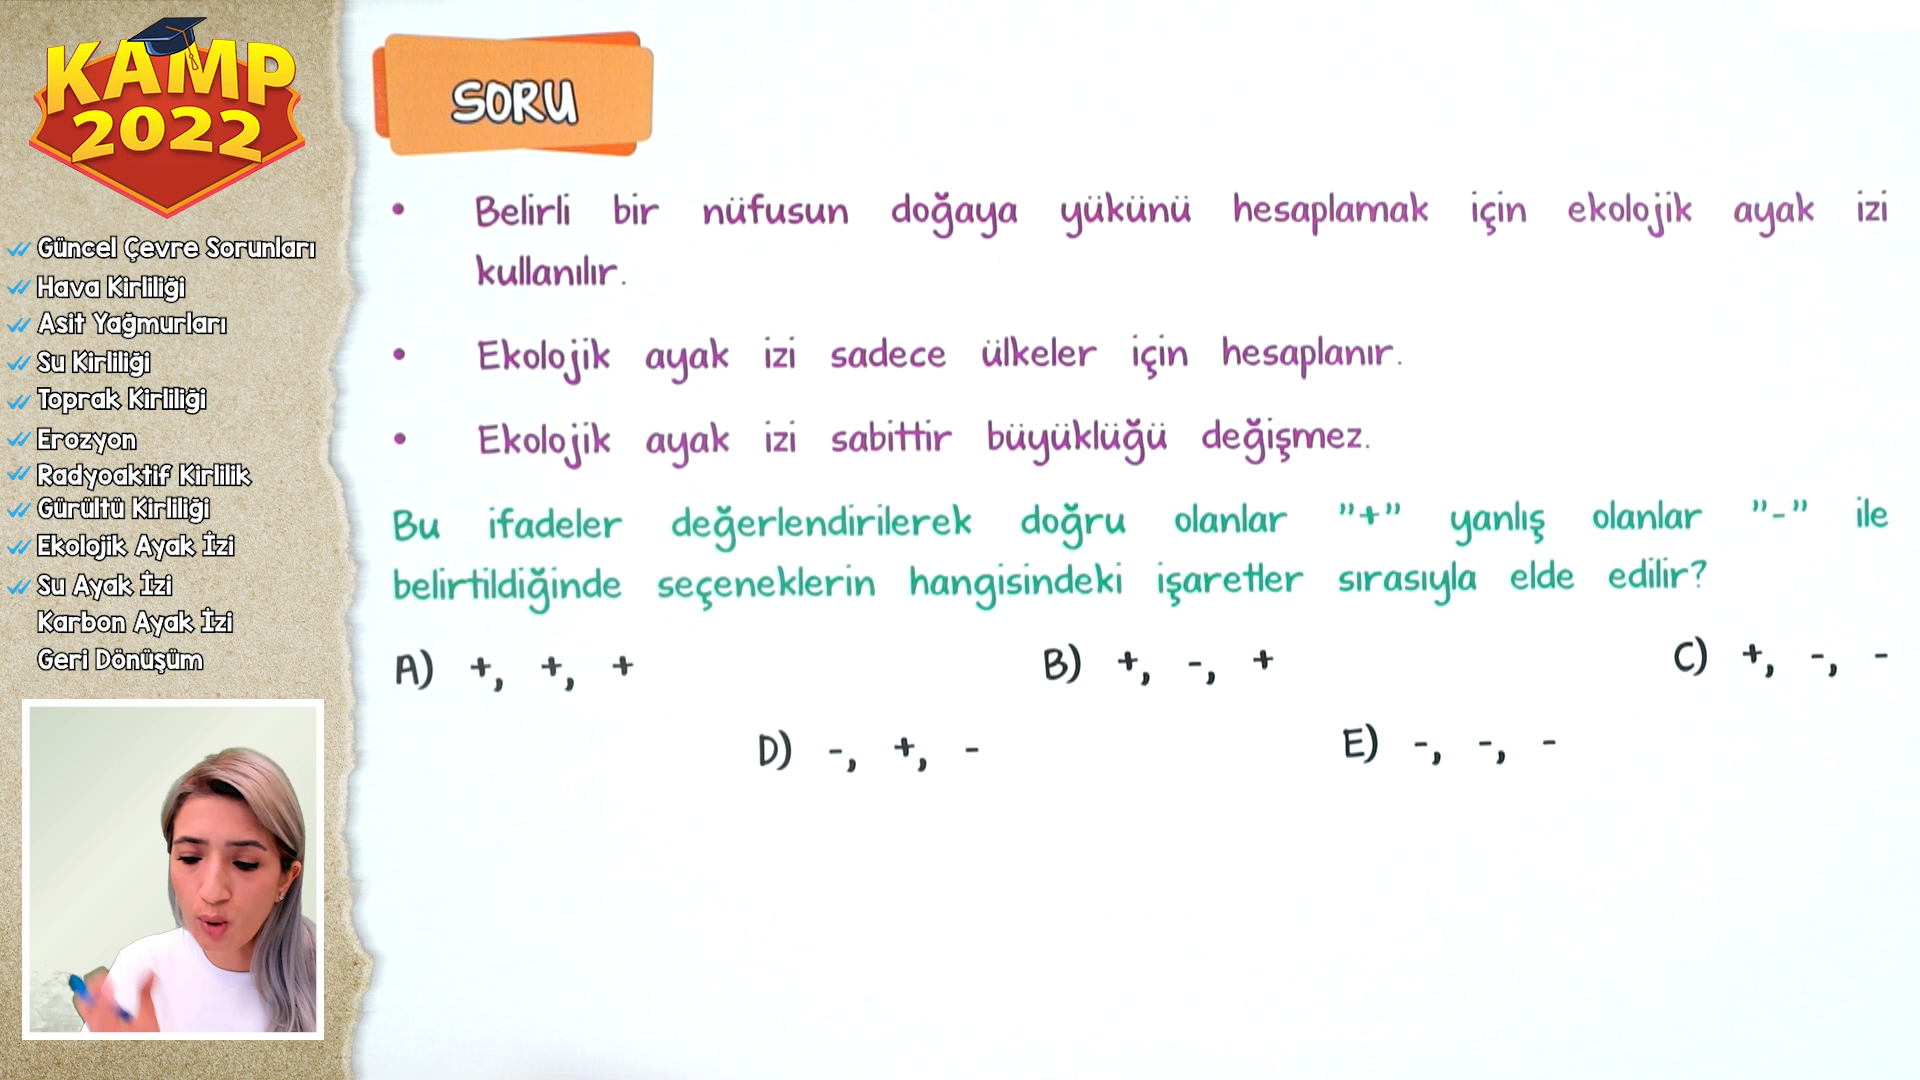 KAMP
2022
Güncel Çevre Sorunları
Hava Kirliliği
Asit Yağmurları
Su Kirliliği
Toprak Kirliliği
Erozyon
Radyoaktif Kirlilik
Gürültü Kirliliği
Ekolojik Ayak İzi
Su Ayak İzi
Karbon Ayak İzi
Geri Dönüşüm
SORU
• Belirli bir nüfusun doğaya yükünü hesaplamak için ekolojik ayak izi
kullanılır.
• Ekolojik ayak izi sadece ülkeler için hesaplanır.
• Ekolojik ayak izi sabittir büyüklüğü değişmez.
Bu ifadeler değerlendirilerek doğru olanlar "+" yanlış olanlar "-" ile
belirtildiğinde seçeneklerin hangisindeki işaretler sırasıyla elde edilir?
A) +, +, + B) +, -, + C) +, -, -
D) -, +, - E) -, -, -